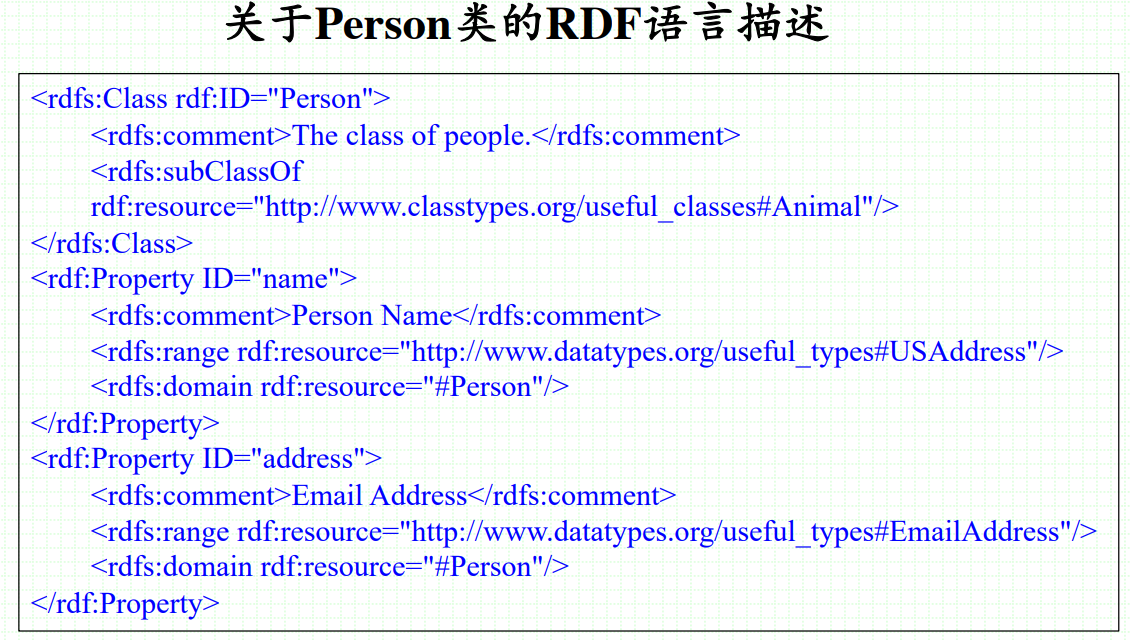 关于Person类的RDF语言描述
<rdfs:Class rdf:ID="Person">
<rdfs:comment>The class of people.</rdfs:comment>
<rdfs:subClassOf
rdf:resource="http://www.classtypes.org/useful_classes#Animal"/>
</rdfs:Class>
<rdf:Property ID="name">
<rdfs:comment>Person Name</rdfs:comment>
<rdfs:range rdf:resource="http://www.datatypes.org/useful_types#USAddress"/>
<rdfs:domain rdf:resource="#Person"/>
</rdf:Property>
<rdf:Property ID="address">
<rdfs:comment>Email Address</rdfs:comment>
<rdfs:range rdf:resource="http://www.datatypes.org/useful_types#EmailAddress"/>
<rdfs:domain rdf:resource="#Person"/>
</rdf:Property>